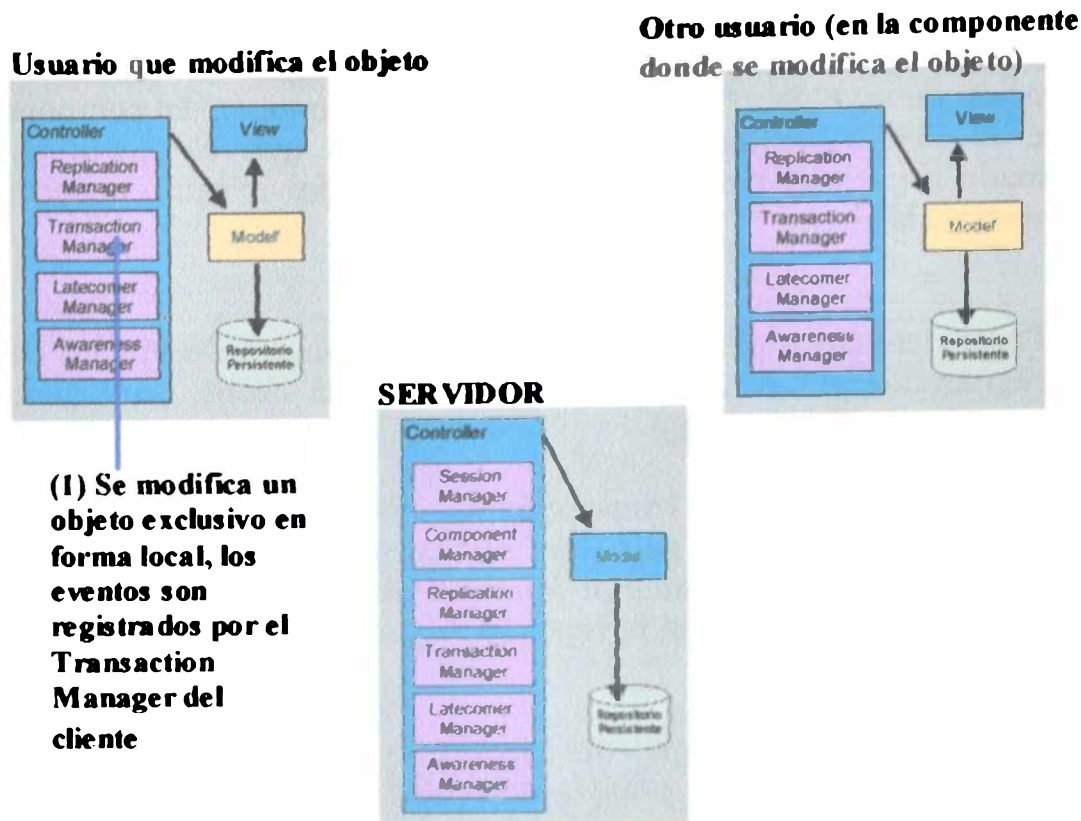 Usuario que modifica el objeto
Controller
Replication
Manager
Transaction
Manager
Latecomer
Manager
Awareness
Manager
View
Model
Repositorio
Persistente
(1) Se modifica un
objeto exclusivo en
forma local, los
eventos son
registrados por el
Transaction
Manager del
cliente
Otro usuario (en la componente
donde se modifica el objeto)
Controller
Replication
Manager
Transaction
Manager
Latecomer
Manager
Awareness
Manager
View
Model
Repositorio
Persistente
SERVIDOR
Controller
Session
Manager
Component
Manager
Replication
Manager
Transaction
Manager
Latecomer
Manager
Awareness
Manager
Model
Repositorio
Persistente